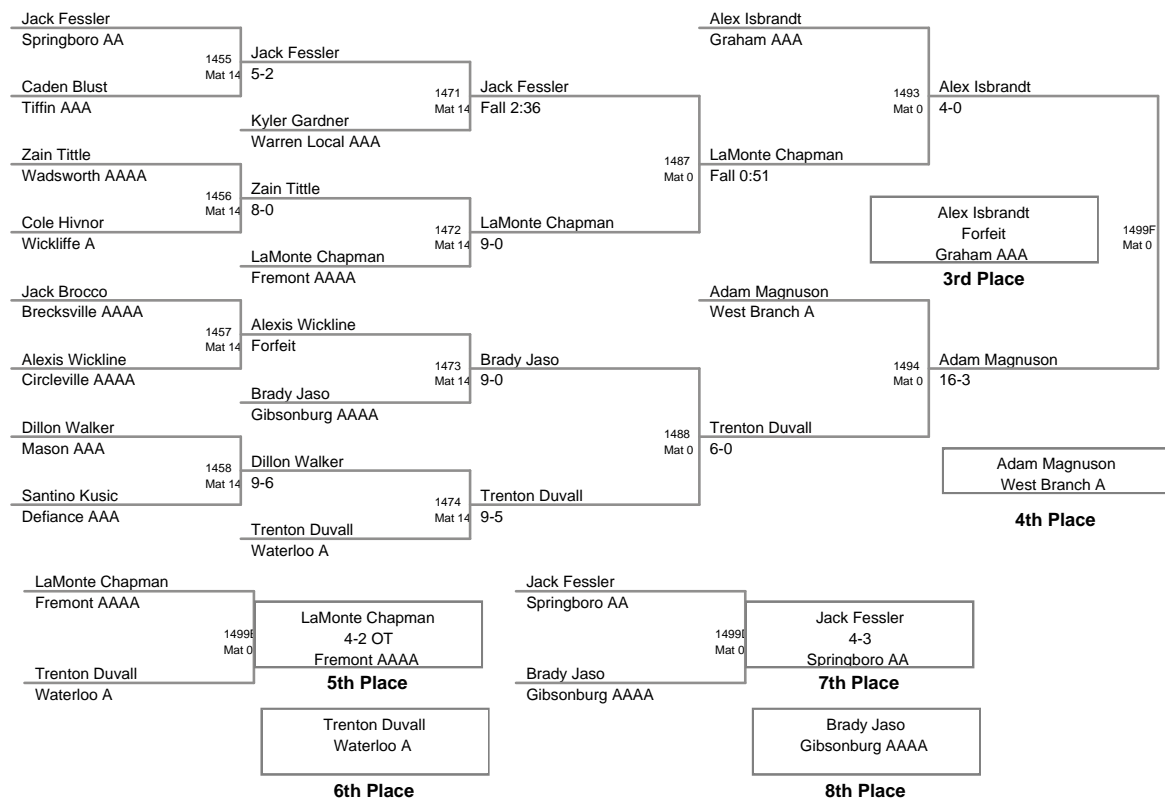 Jack Fessler
Springboro AA
1455
Mat 14
Caden Blust
Tiffin AAA
Jack Fessler
5-2
1471
Mat 14
Kyler Gardner
Warren Local AAA
Zain Tittle
Wadsworth AAAA
1456
Mat 14
Cole Hivnor
Wickliffe A
Zain Tittle
8-0
1472
Mat 14
LaMonte Chapman
Fremont AAAA
Jack Fessler
Fall 2:36
1487
Mat 0
LaMonte Chapman
9-0
Jack Brocco
Brecksville AAAA
1457
Mat 14
Alexis Wickline
Circleville AAAA
Alexis Wickline
Forfeit
1473
Mat 14
Brady Jaso
Gibsonburg AAAA
Dillon Walker
Mason AAA
1458
Mat 14
Santino Kusic
Defiance AAA
Dillon Walker
9-6
1474
Mat 14
Trenton Duvall
Waterloo A
Brady Jaso
9-0
1488
Mat 0
Trenton Duvall
9-5
Alex Isbrandt
Graham AAA
1493
Mat 0
LaMonte Chapman
Fall 0:51
Alex Isbrandt
4-0
Adam Magnuson
West Branch A
1494
Mat 0
Trenton Duvall
6-0
Adam Magnuson
16-3
1499F
Mat 0
Alex Isbrandt
Forfeit
Graham AAA
3rd Place
Adam Magnuson
West Branch A
4th Place
LaMonte Chapman
Fremont AAAA
1499
Mat 0
Trenton Duvall
Waterloo A
LaMonte Chapman
4-2 OT
Fremont AAAA
5th Place
Trenton Duvall
Waterloo A
6th Place
Jack Fessler
Springboro AA
1499
Mat 0
Brady Jaso
Gibsonburg AAAA
Jack Fessler
4-3
Springboro AA
7th Place
Brady Jaso
Gibsonburg AAAA
8th Place